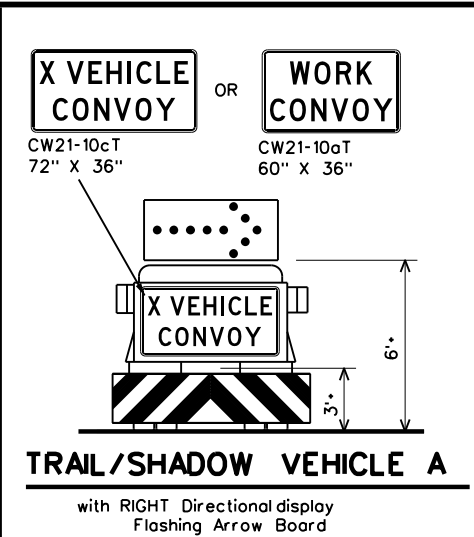 X VEHICLE
CONVOY
OR
WORK
CONVOY
CW21-10cT
72" X 36"
CW21-10aT
60" X 36"
X VEHICLE
CONVOY
6'+
3'+
TRAIL/SHADOW VEHICLE A
with RIGHT Directional display
Flashing Arrow Board